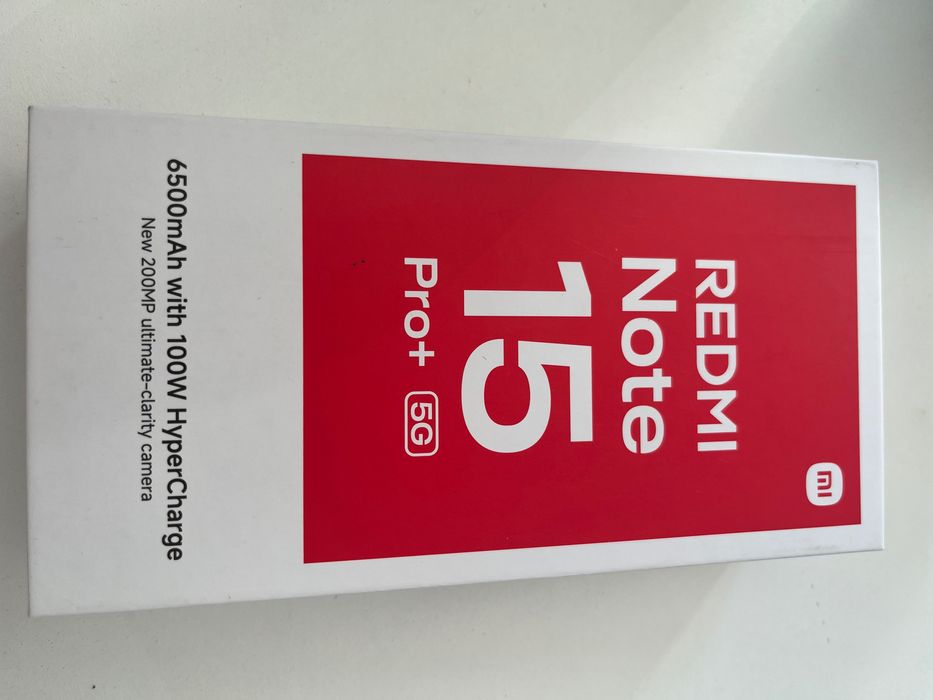 mi
REDMI
Note
15
Pro+ 5G
6500mAh with 100W HyperCharge
New 200MP ultimate-clarity camera